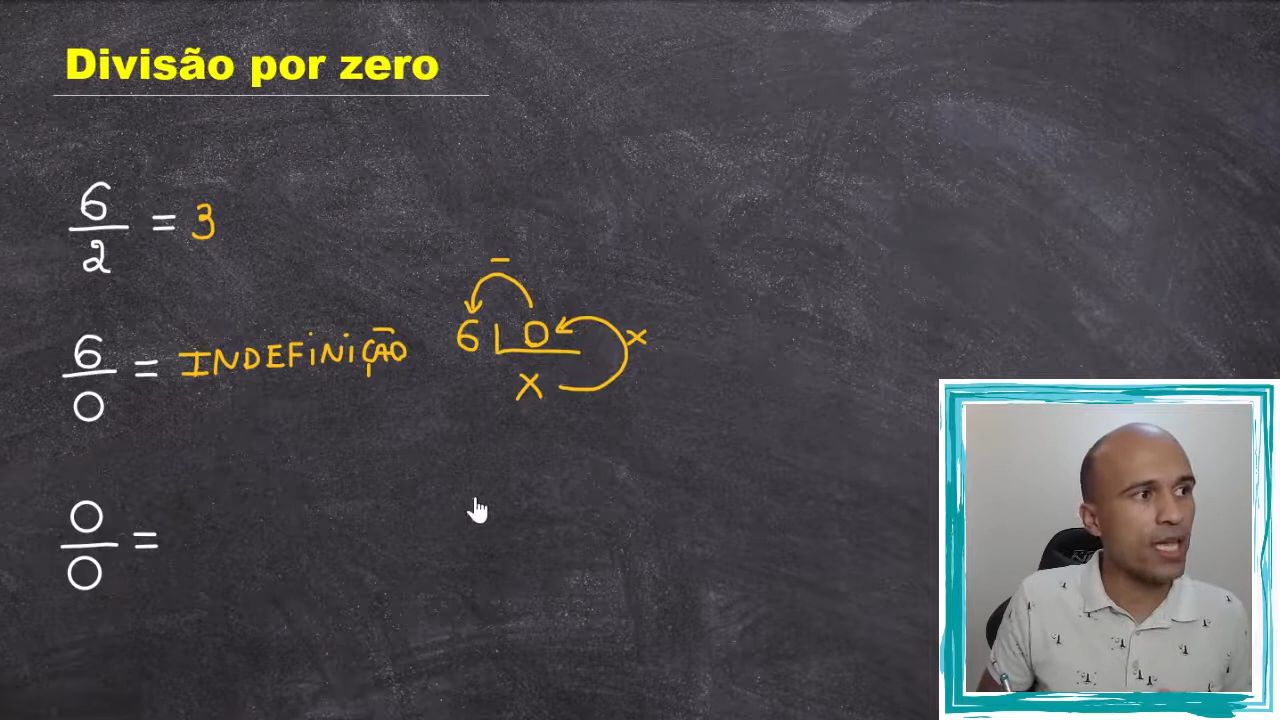 Divisão por zero
6
2
= 3
6
0
= INDEFINIÇÃO
−
6 0
x
x
0
0
=